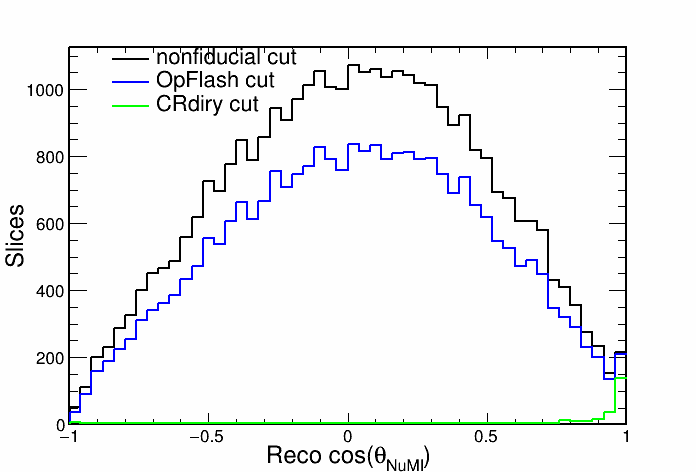 nonfiducial cut
OpFlash cut
CRdiry cut
1000
800
600
400
200
0
Slices
−1 −0.5 0 0.5 1
Reco cos(θNuMI)